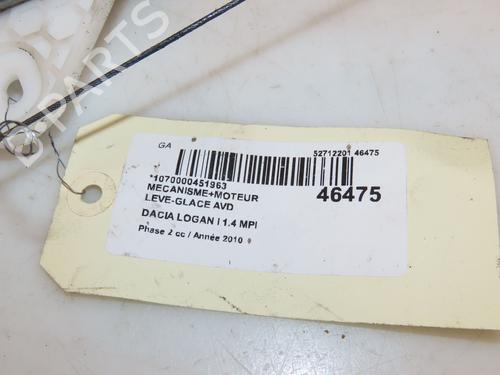 GA
52712201 46475
*1070000451963
46475
MECANISME+MOTEUR
LEVE-GLACE AVD
DACIA LOGAN I 1.4 MPI
Phase 2 cc / Année 2010
PARTS